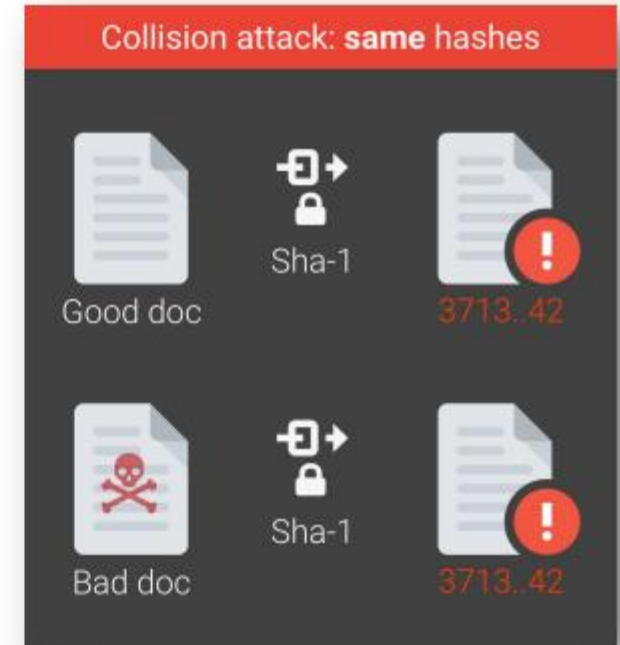 Collision attack: same hashes
Sha-1
Good doc
3713..42
Sha-1
Bad doc
3713..42